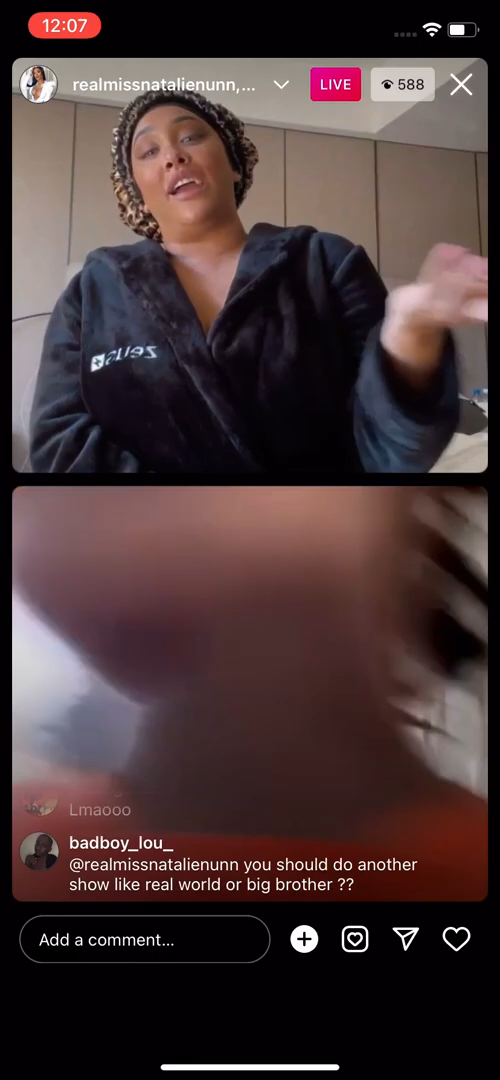 12:07
realmissnatalienunn,...
LIVE
588
zeus
Lmaooo
badboy_lou_
@realmissnatalienunn you should do another
show like real world or big brother ??
Add a comment...